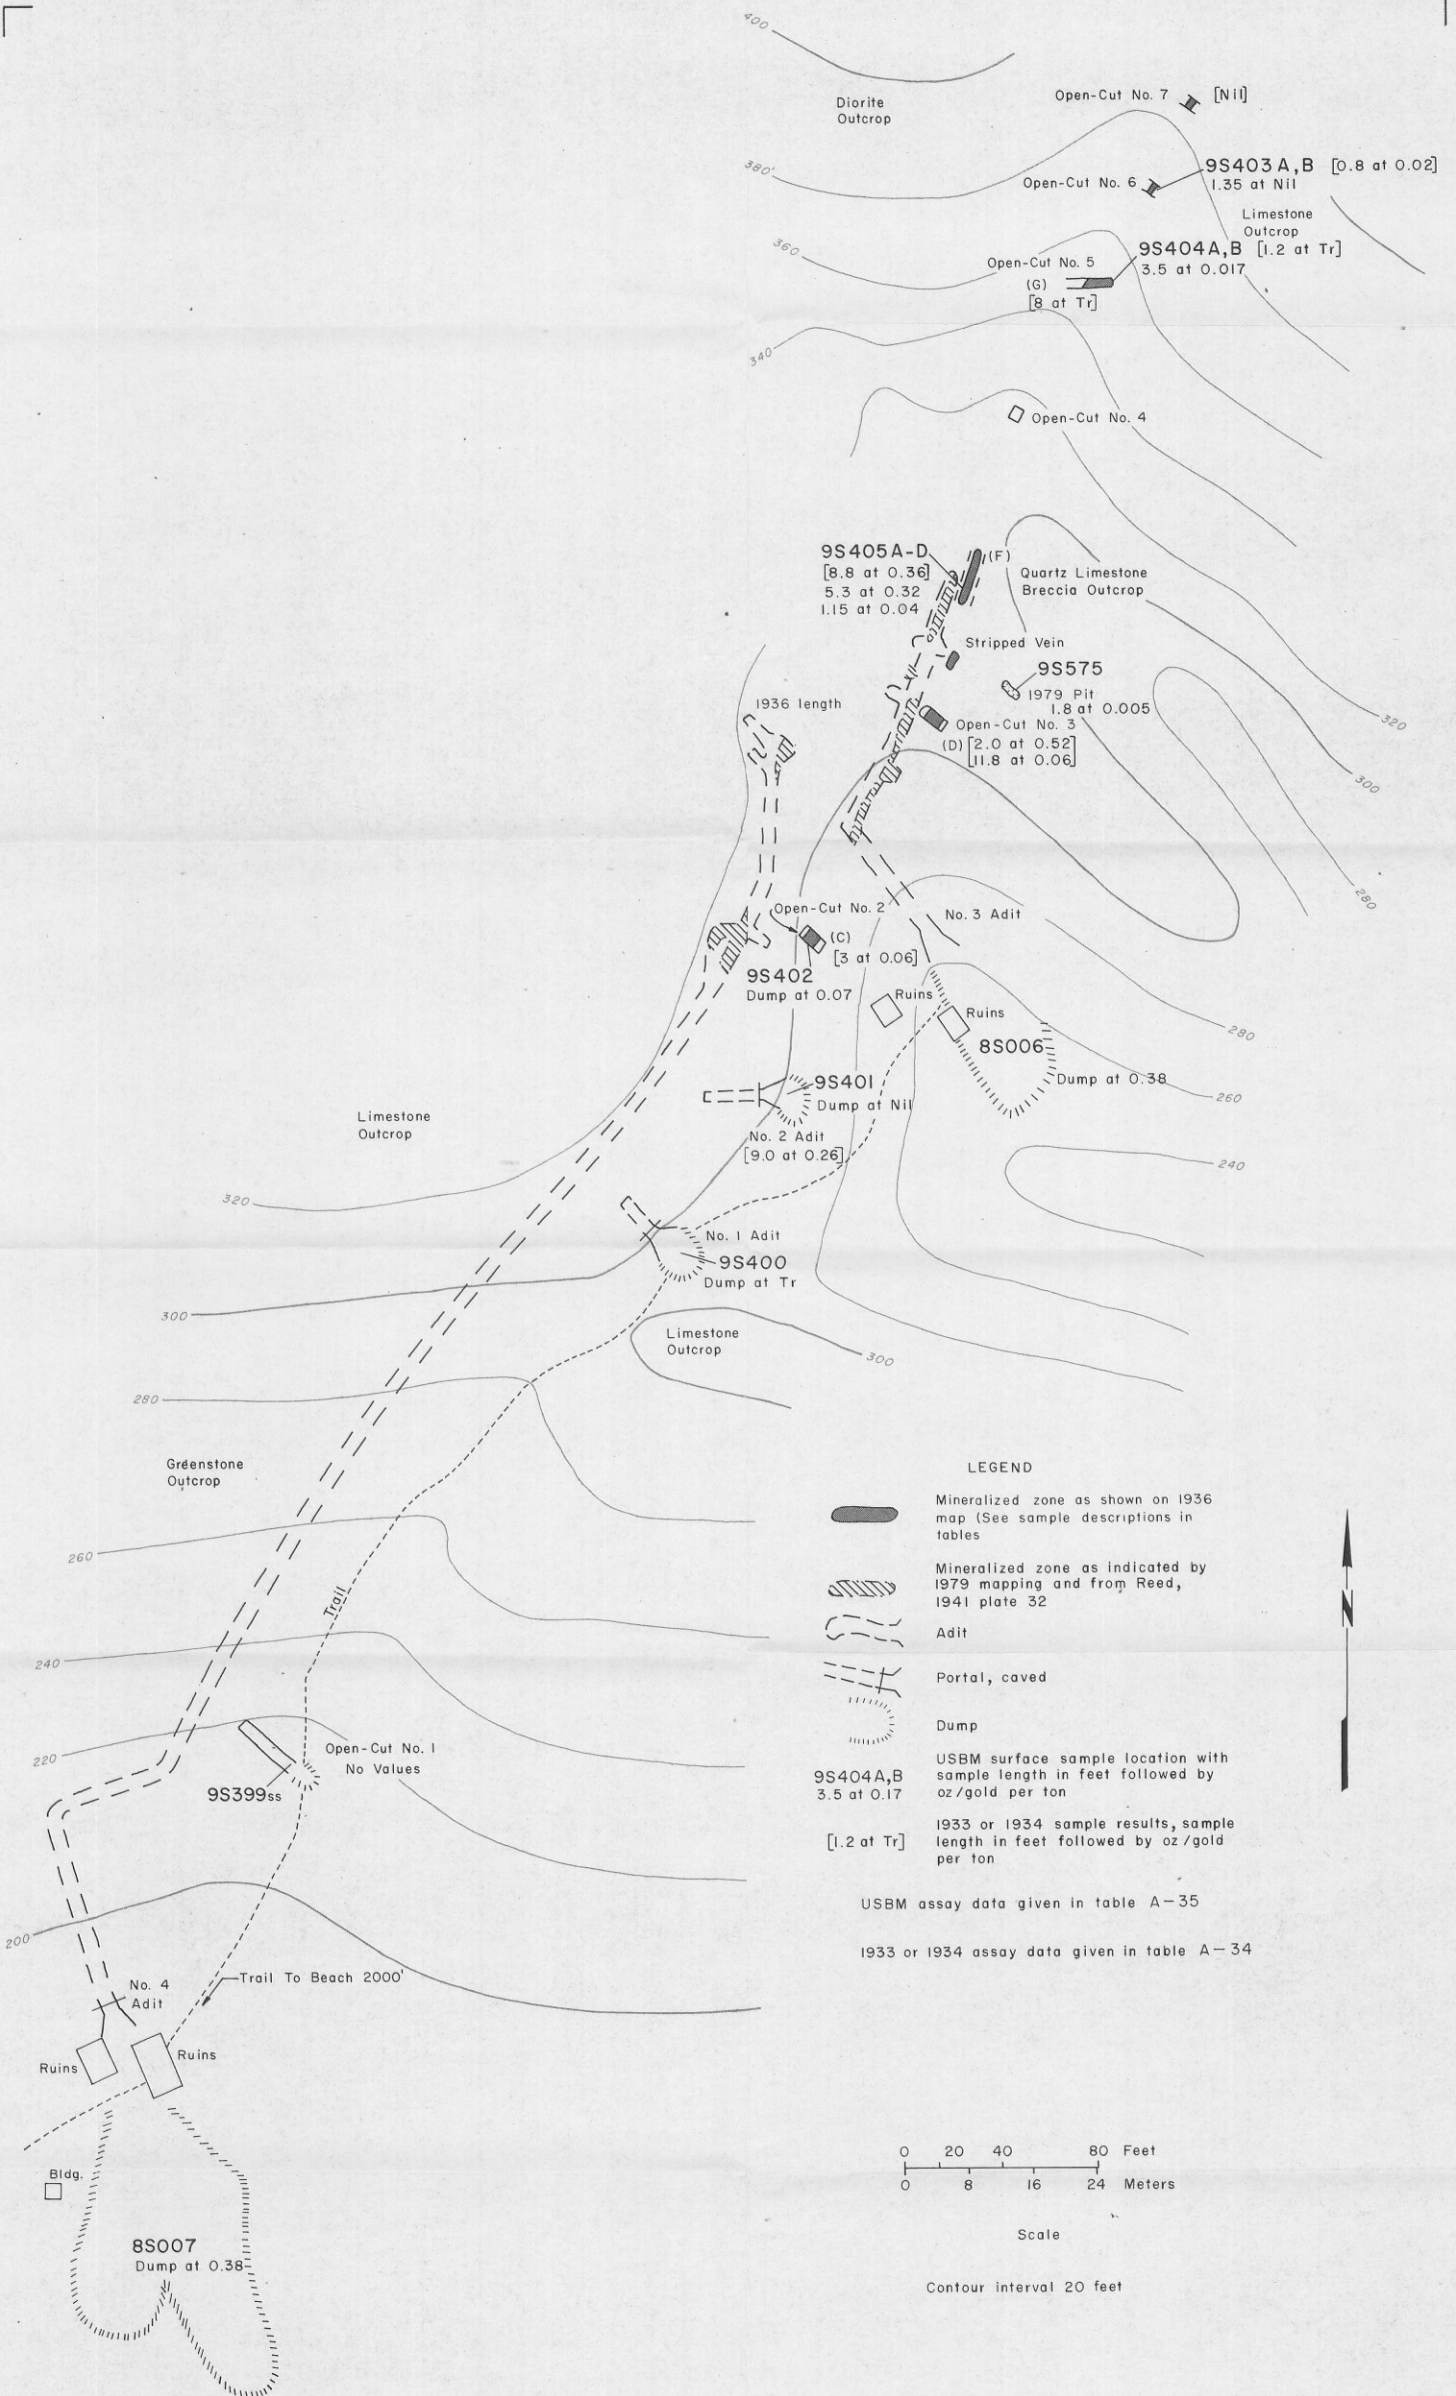 400
Diorite
Outcrop
Open-Cut No. 7 [Nil]
380'
Open-Cut No. 6
9S403A,B [0.8 at 0.02]
1.35 at Nil
Limestone
Outcrop
360
9S404A,B [1.2 at Tr]
3.5 at 0.017
Open-Cut No. 5
(G)
[8 at Tr]
340
Open-Cut No. 4
9S405A-D
[8.8 at 0.36]
5.3 at 0.32
1.15 at 0.04
(F)
Quartz Limestone
Breccia Outcrop
Stripped Vein
9S575
1979 Pit
1.8 at 0.005
1936 length
320
Open-Cut No. 3
(D) [2.0 at 0.52]
[11.8 at 0.06]
300
280
Open-Cut No. 2
No. 3 Adit
(C)
[3 at 0.06]
9S402
Dump at 0.07
Ruins
Ruins
280
8S006
Dump at 0.38
9S401
Dump at Nil
260
Limestone
Outcrop
No. 2 Adit
[9.0 at 0.26]
240
320
No. 1 Adit
9S400
Dump at Tr
300
Limestone
Outcrop
300
280
Greenstone
Outcrop
260
Trail
240
220
Open-Cut No. 1
No Values
9S399ss
200
No. 4
Adit
Trail To Beach 2000'
Ruins
Ruins
Bldg.
8S007
Dump at 0.38
LEGEND
Mineralized zone as shown on 1936
map (See sample descriptions in
tables
Mineralized zone as indicated by
1979 mapping and from Reed,
1941 plate 32
Adit
Portal, caved
Dump
9S404A,B
3.5 at 0.17
USBM surface sample location with
sample length in feet followed by
oz/gold per ton
[1.2 at Tr]
1933 or 1934 sample results, sample
length in feet followed by oz/gold
per ton
USBM assay data given in table A-35
1933 or 1934 assay data given in table A-34
N
0 20 40 80 Feet
0 8 16 24 Meters
Scale
Contour interval 20 feet